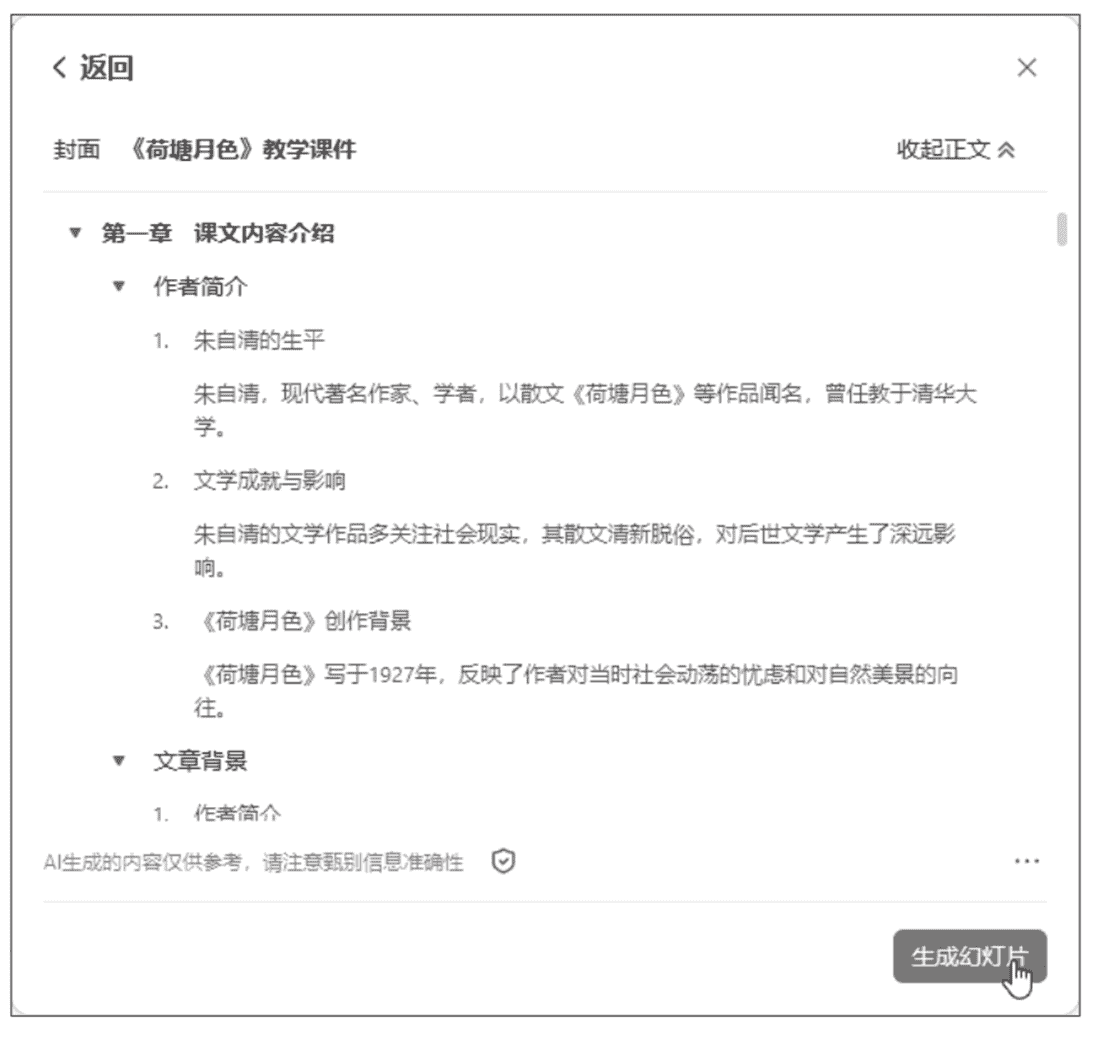 返回
封面 《荷塘月色》教学课件 收起正文
第一章 课文内容介绍
作者简介
1. 朱自清的生平
朱自清，现代著名作家、学者，以散文《荷塘月色》等作品闻名，曾任教于清华大
学。
2. 文学成就与影响
朱自清的文学作品多关注社会现实，其散文清新脱俗，对后世文学产生了深远影
响。
3. 《荷塘月色》创作背景
《荷塘月色》写于1927年，反映了作者对当时社会动荡的忧虑和对自然美景的向
往。
文章背景
1. 作者简介
AI生成的内容仅供参考，请注意甄别信息准确性
生成幻灯片